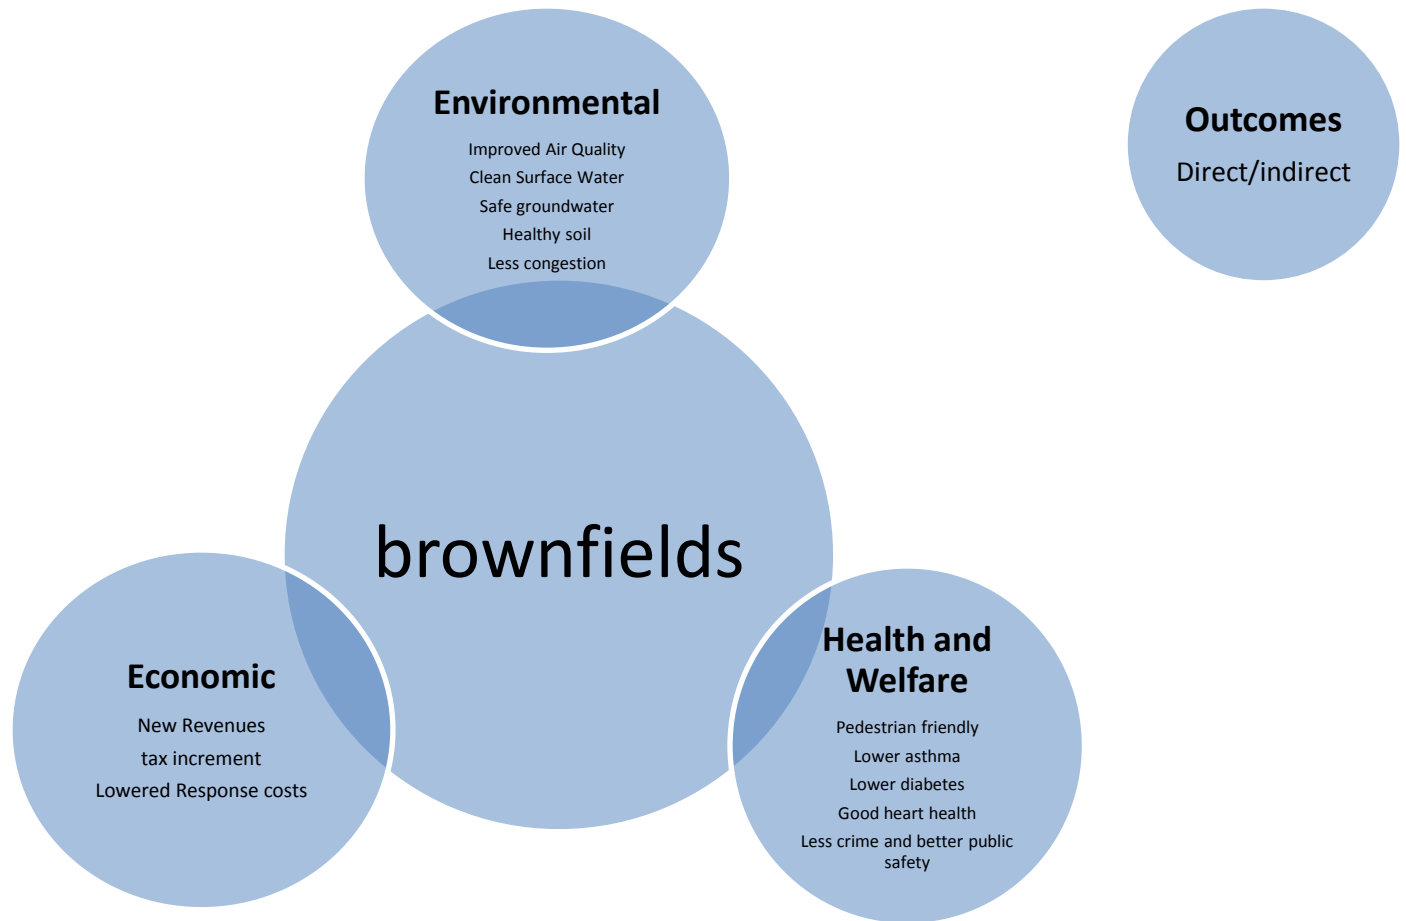 Environmental
Improved Air Quality
Clean Surface Water
Safe groundwater
Healthy soil
Less congestion
Outcomes
Direct/indirect
brownfields
Economic
New Revenues
tax increment
Lowered Response costs
Health and
Welfare
Pedestrian friendly
Lower asthma
Lower diabetes
Good heart health
Less crime and better public
safety